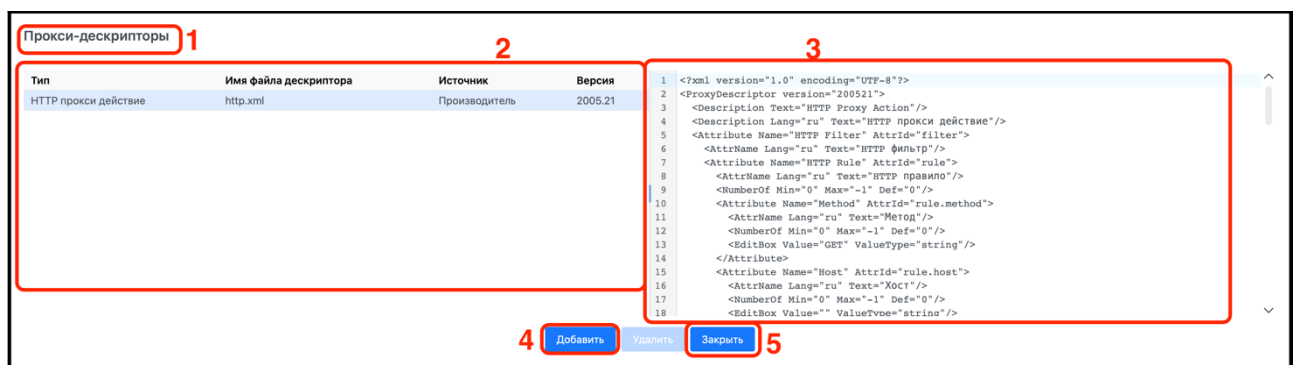 Прокси-дескрипторы 1
2
3
Тип Имя файла дескриптора Источник Версия
HTTP прокси действие http.xml Производитель 2005.21
1 <?xml version="1.0" encoding="UTF-8"?>
2 <ProxyDescriptor version="200521">
3 <Description Text="HTTP Proxy Action"/>
4 <Description Lang="ru" Text="HTTP прокси действие"/>
5 <Attribute Name="HTTP Filter" AttrId="filter">
6 <AttrName Lang="ru" Text="HTTP фильтр"/>
7 <Attribute Name="HTTP Rule" AttrId="rule">
8 <AttrName Lang="ru" Text="HTTP правило"/>
9 <NumberOf Min="0" Max="-1" Def="0"/>
10 <Attribute Name="Method" AttrId="rule.method">
11 <AttrName Lang="ru" Text="Метод"/>
12 <NumberOf Min="0" Max="-1" Def="0"/>
13 <EditBox Value="GET" ValueType="string"/>
14 </Attribute>
15 <Attribute Name="Host" AttrId="rule.host">
16 <AttrName Lang="ru" Text="Хост"/>
17 <NumberOf Min="0" Max="-1" Def="0"/>
18 <EditBox Value="" ValueType="string"/>
4 Добавить Удалить Закрыть 5